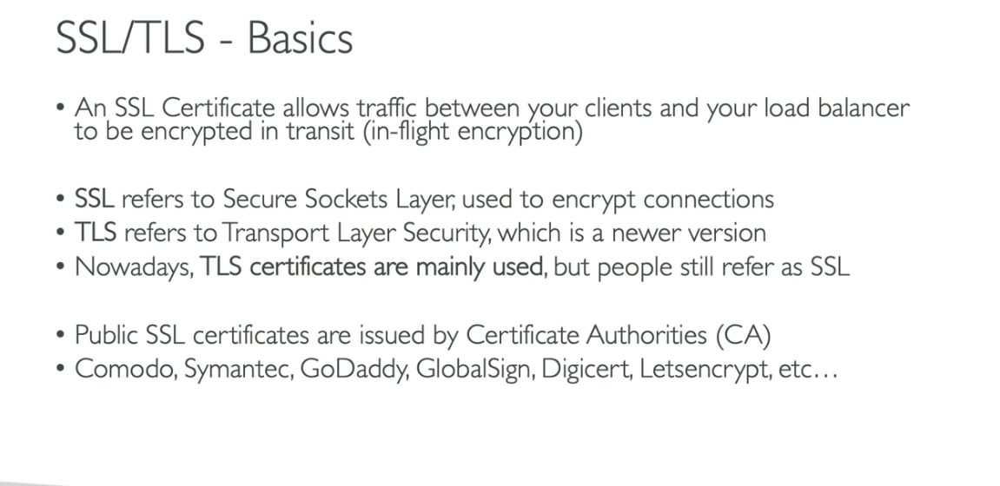 SSL/TLS - Basics
• An SSL Certificate allows traffic between your clients and your load balancer
to be encrypted in transit (in-flight encryption)
• SSL refers to Secure Sockets Layer, used to encrypt connections
• TLS refers to Transport Layer Security, which is a newer version
• Nowadays, TLS certificates are mainly used, but people still refer as SSL
• Public SSL certificates are issued by Certificate Authorities (CA)
• Comodo, Symantec, GoDaddy, GlobalSign, Digicert, Letsencrypt, etc…